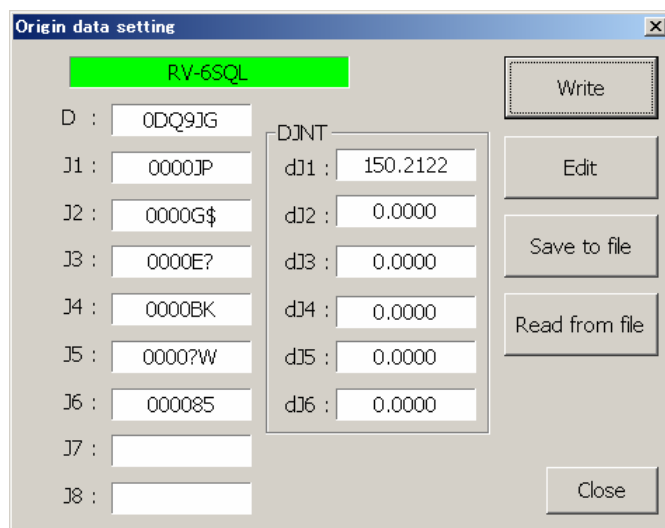 Origin data setting
RV-6SQL
D : 0DQ9JG
J1 : 0000JP
J2 : 0000G$
J3 : 0000E?
J4 : 0000BK
J5 : 0000?W
J6 : 000085
J7 :
J8 :
DJNT
dJ1 : 150.2122
dJ2 : 0.0000
dJ3 : 0.0000
dJ4 : 0.0000
dJ5 : 0.0000
dJ6 : 0.0000
Write
Edit
Save to file
Read from file
Close